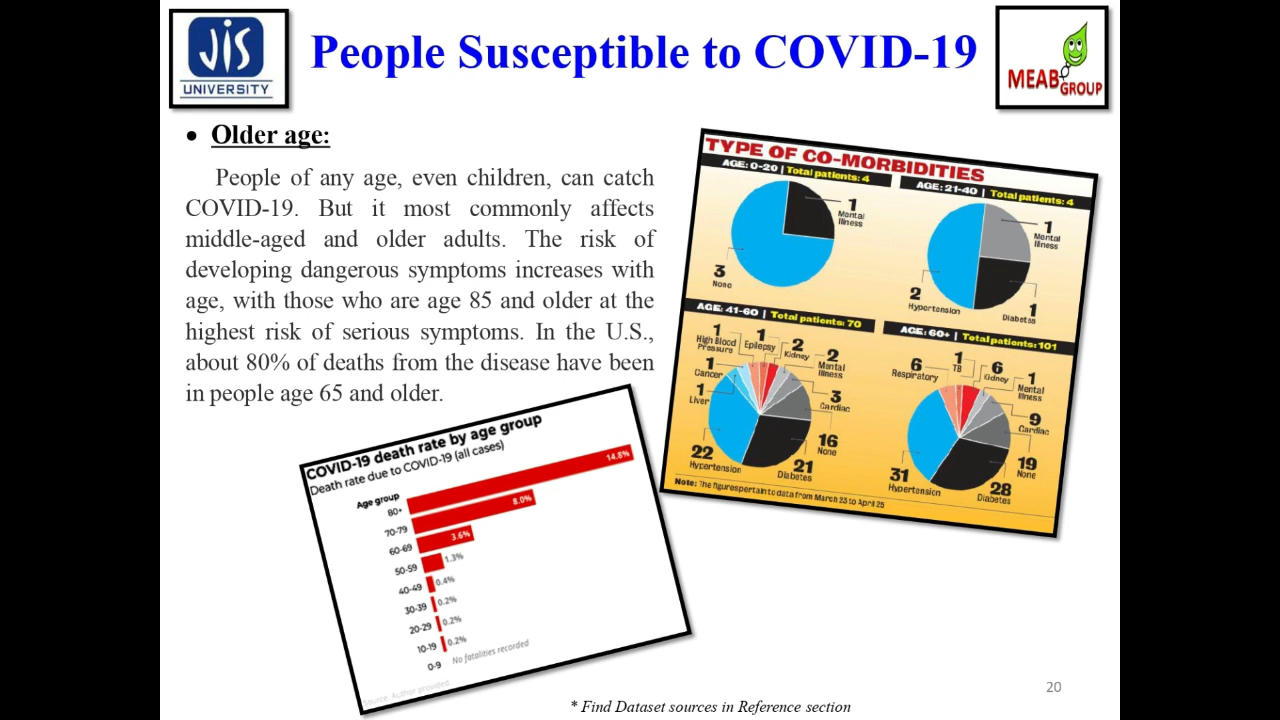 JIS
UNIVERSITY
People Susceptible to COVID-19
MEAB GROUP
• Older age:
People of any age, even children, can catch
COVID-19. But it most commonly affects
middle-aged and older adults. The risk of
developing dangerous symptoms increases with
age, with those who are age 85 and older at the
highest risk of serious symptoms. In the U.S.,
about 80% of deaths from the disease have been
in people age 65 and older.
TYPE OF CO-MORBIDITIES
AGE: 0-20 | Total patients: 4
1
Mental
Illness
3
None
AGE: 21-40 | Total patients: 4
1
Mental
Illness
2
Hypertension
1
Diabetes
AGE: 41-60 | Total patients: 70
1
High Blood
Pressure
1
Epilepsy
2
Kidney
2
Mental
Illness
1
Cancer
1
Liver
3
Cardiac
16
None
22
Hypertension
21
Diabetes
AGE: 60+ | Total patients: 101
6
Respiratory
1
TB
6
Kidney
1
Mental
Illness
9
Cardiac
19
None
31
Hypertension
28
Diabetes
Note: The figures pertain to data from March 23 to April 25
COVID-19 death rate by age group
Death rate due to COVID-19 (all cases)
Age group
80+ 14.8%
70-79 8.0%
60-69 3.6%
50-59 1.3%
40-49 0.4%
30-39 0.2%
20-29 0.2%
10-19 0.2%
0-9 No fatalities recorded
Source: Author provided
20
* Find Dataset sources in Reference section